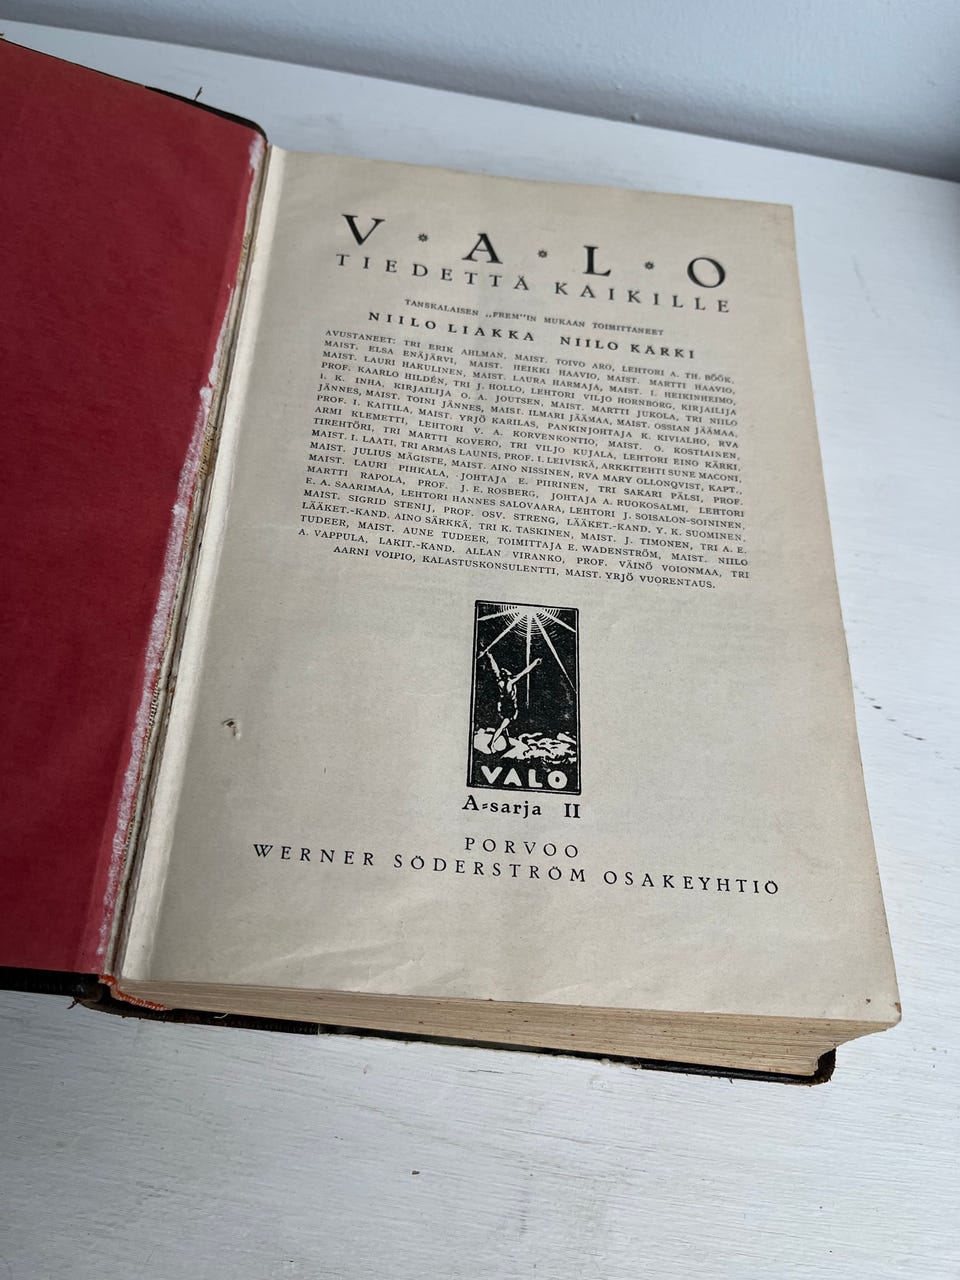 V * A * L * O
TIEDETTÄ KAIKILLE
TANSKALAISEN „FREM"IN MUKAAN TOIMITTANEET
NIILO LIAKKA NIILO KÄRKI
AVUSTANEET: TRI ERIK AHLMAN, MAIST. TOIVO ARO, LEHTORI A. TH. BÖÖK,
MAIST. ELSA ENÄJÄRVI, MAIST. HEIKKI HAAVIO, MAIST. MARTTI HAAVIO,
MAIST. LAURI HAKULINEN, MAIST. LAURA HARMAJA, MAIST. I. HEIKINHEIMO,
PROF. KAARLO HILDÉN, TRI J. HOLLO, LEHTORI VILJO HORNBORG, KIRJAILIJA
I. K. INHA, KIRJAILIJA O. A. JOUTSEN, MAIST. MARTTI JUKOLA, TRI NIILO
JÄNNES, MAIST. TOINI JÄNNES, MAIST. ILMARI JÄÄMAA, MAIST. OSSIAN JÄÄMAA,
PROF. I. KAITILA, MAIST. YRJÖ KARILAS, PANKINJOHTAJA K. KIVIALHO, RVA
ARMI KLEMETTI, LEHTORI V. A. KORVENKONTIO, MAIST. O. KOSTIAINEN,
TIREHTÖRI, TRI MARTTI KOVERO, TRI VILJO KUJALA, LEHTORI EINO KÄRKI,
MAIST. I. LAATI, TRI ARMAS LAUNIS, PROF. I. LEIVISKÄ, ARKKITEHTI SUNE MACONI,
MAIST. JULIUS MÄGISTE, MAIST. AINO NISSINEN, RVA MARY OLLONQVIST, KAPT.,
MAIST. LAURI PIHKALA, JOHTAJA E. PIIRINEN, TRI SAKARI PÄLSI, PROF.
MARTTI RAPOLA, PROF. J. E. ROSBERG, JOHTAJA A. RUOKOSALMI, LEHTORI
E. A. SAARIMAA, LEHTORI HANNES SALOVAARA, LEHTORI J. SOISALON-SOININEN,
MAIST. SIGRID STENIJ, PROF. OSV. STRENG, LÄÄKET.-KAND. Y. K. SUOMINEN,
LÄÄKET.-KAND. AINO SÄRKKÄ, TRI K. TASKINEN, MAIST. J. TIMONEN, TRI A. E.
TUDEER, MAIST. AUNE TUDEER, TOIMITTAJA E. WADENSTRÖM, MAIST. NIILO
A. VAPPULA, LAKIT.-KAND. ALLAN VIRANKO, PROF. VÄINÖ VOIONMAA, TRI
AARNI VOIPIO, KALASTUSKONSULENTTI, MAIST. YRJÖ VUORENTAUS.
VALO
A-sarja II
PORVOO
WERNER SÖDERSTRÖM OSAKEYHTIÖ